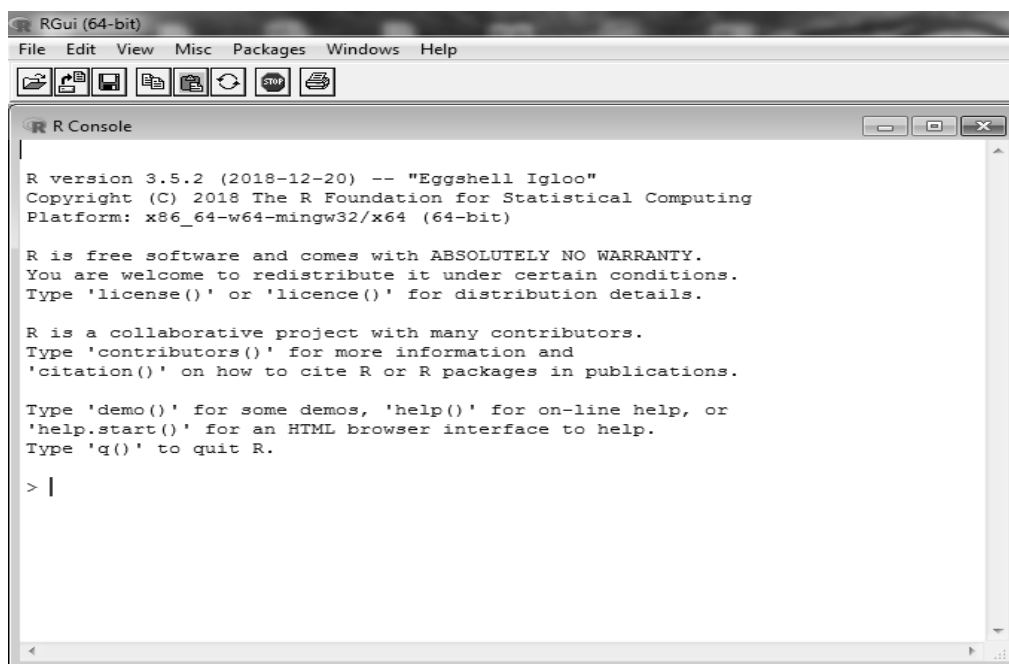 RGui (64-bit)
File Edit View Misc Packages Windows Help
STOP
R Console
R version 3.5.2 (2018-12-20) -- "Eggshell Igloo"
Copyright (C) 2018 The R Foundation for Statistical Computing
Platform: x86_64-w64-mingw32/x64 (64-bit)
R is free software and comes with ABSOLUTELY NO WARRANTY.
You are welcome to redistribute it under certain conditions.
Type 'license()' or 'licence()' for distribution details.
R is a collaborative project with many contributors.
Type 'contributors()' for more information and
'citation()' on how to cite R or R packages in publications.
Type 'demo()' for some demos, 'help()' for on-line help, or
'help.start()' for an HTML browser interface to help.
Type 'q()' to quit R.
>